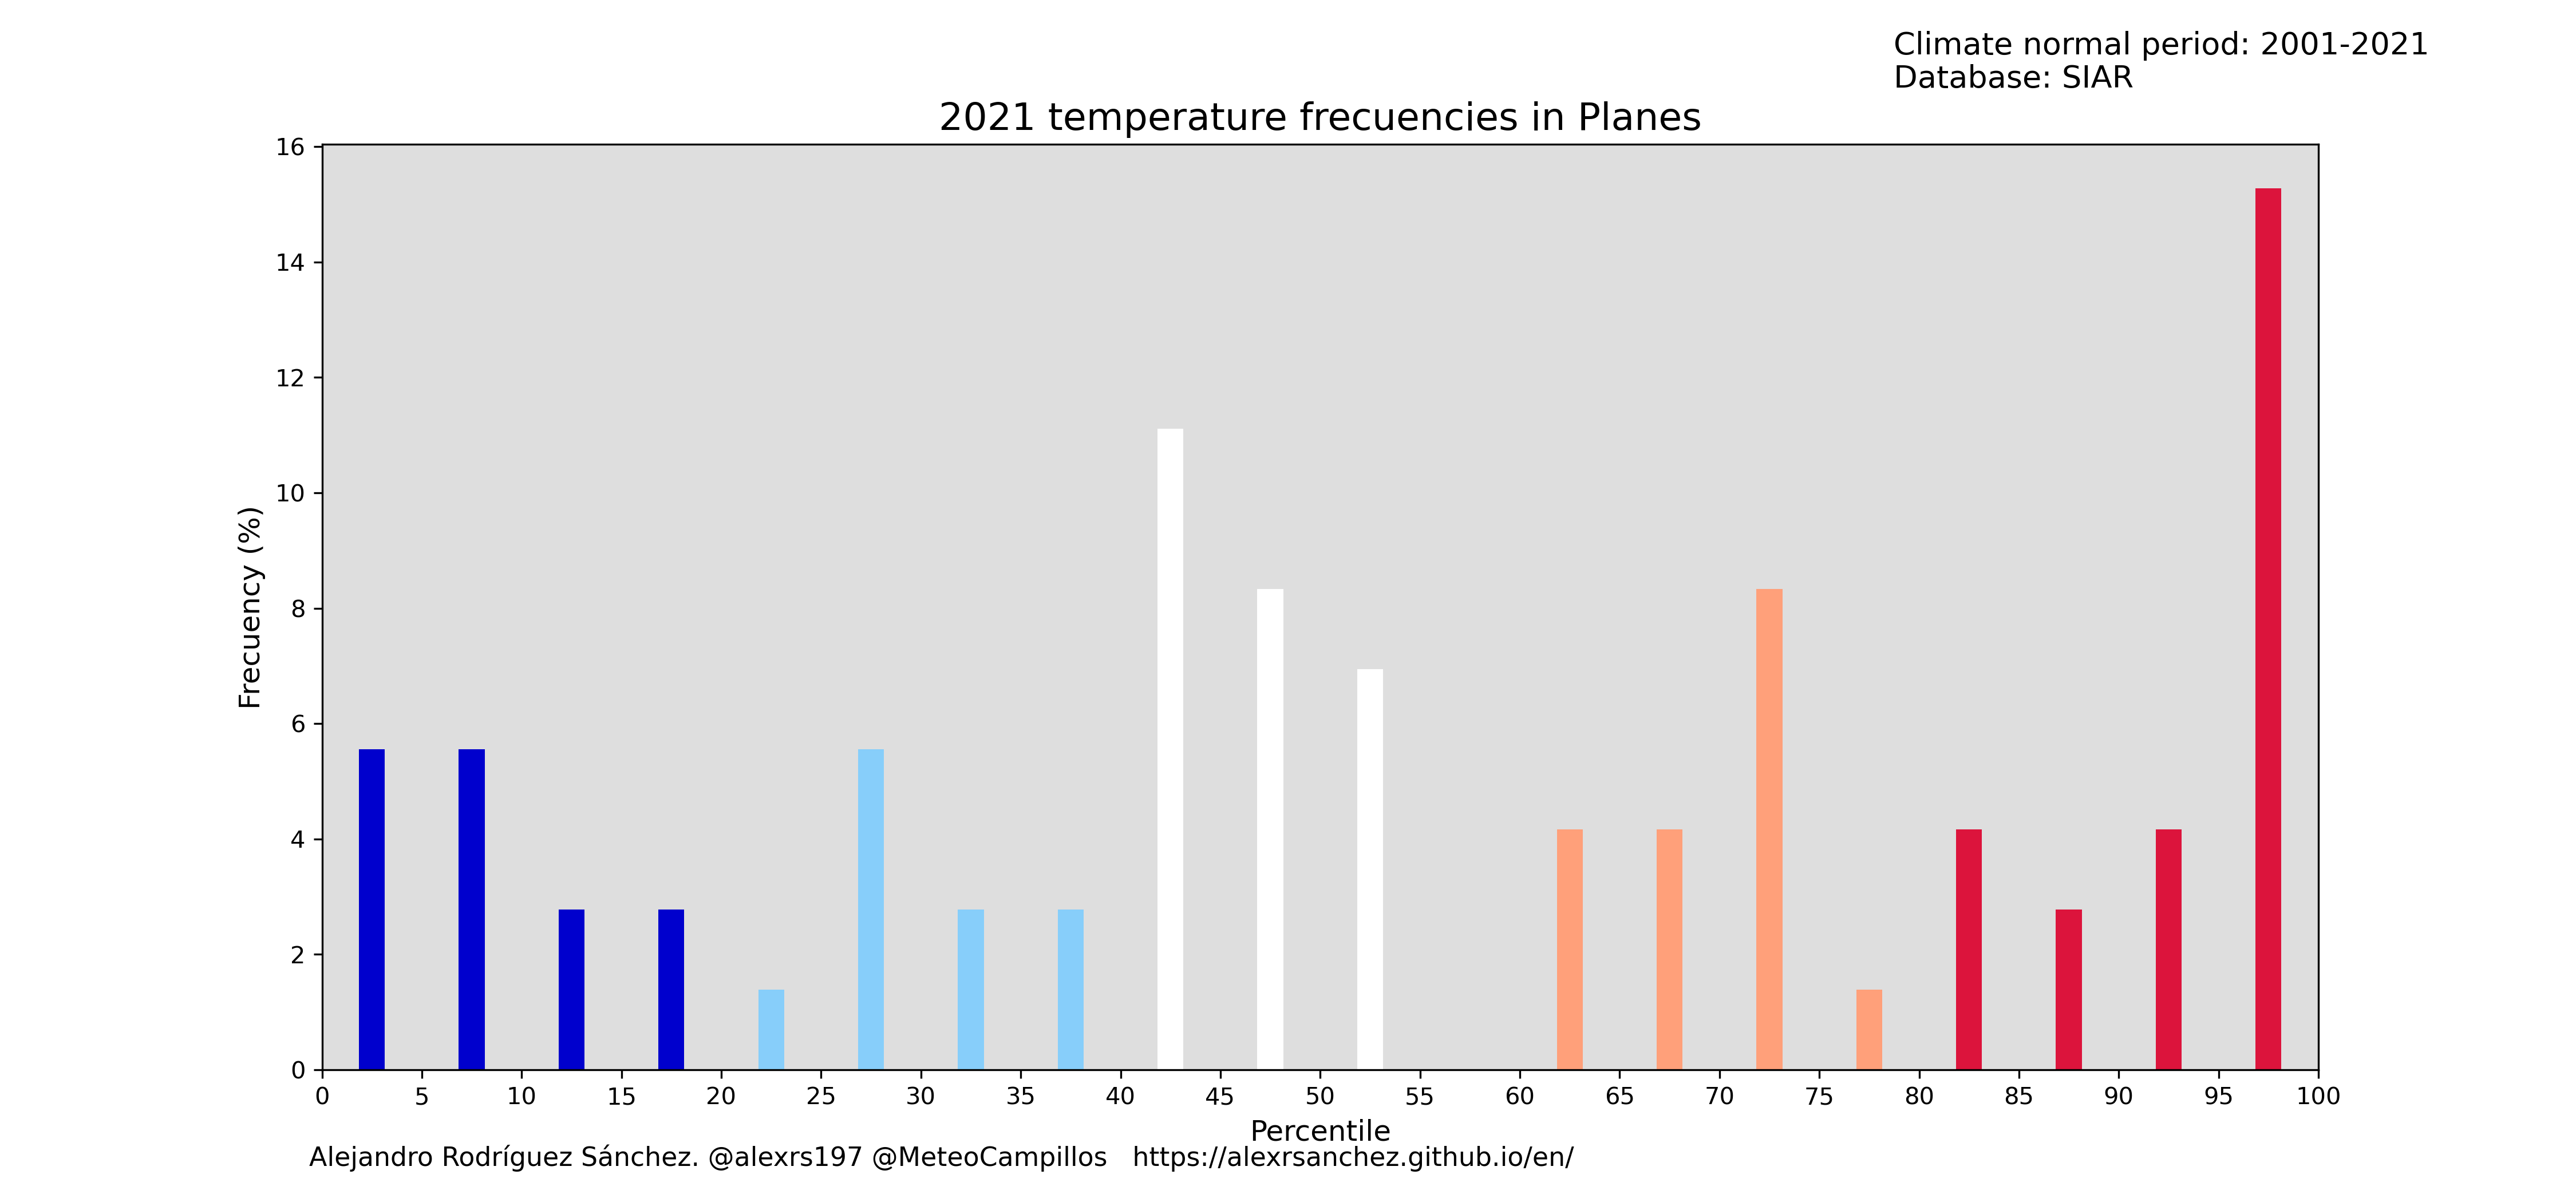 Climate normal period: 2001-2021
Database: SIAR
2021 temperature frecuencies in Planes
16
14
12
10
8
6
4
2
0
Frecuency (%)
0 5 10 15 20 25 30 35 40 45 50 55 60 65 70 75 80 85 90 95 100
Percentile
Alejandro Rodríguez Sánchez. @alexrs197 @MeteoCampillos https://alexrsanchez.github.io/en/